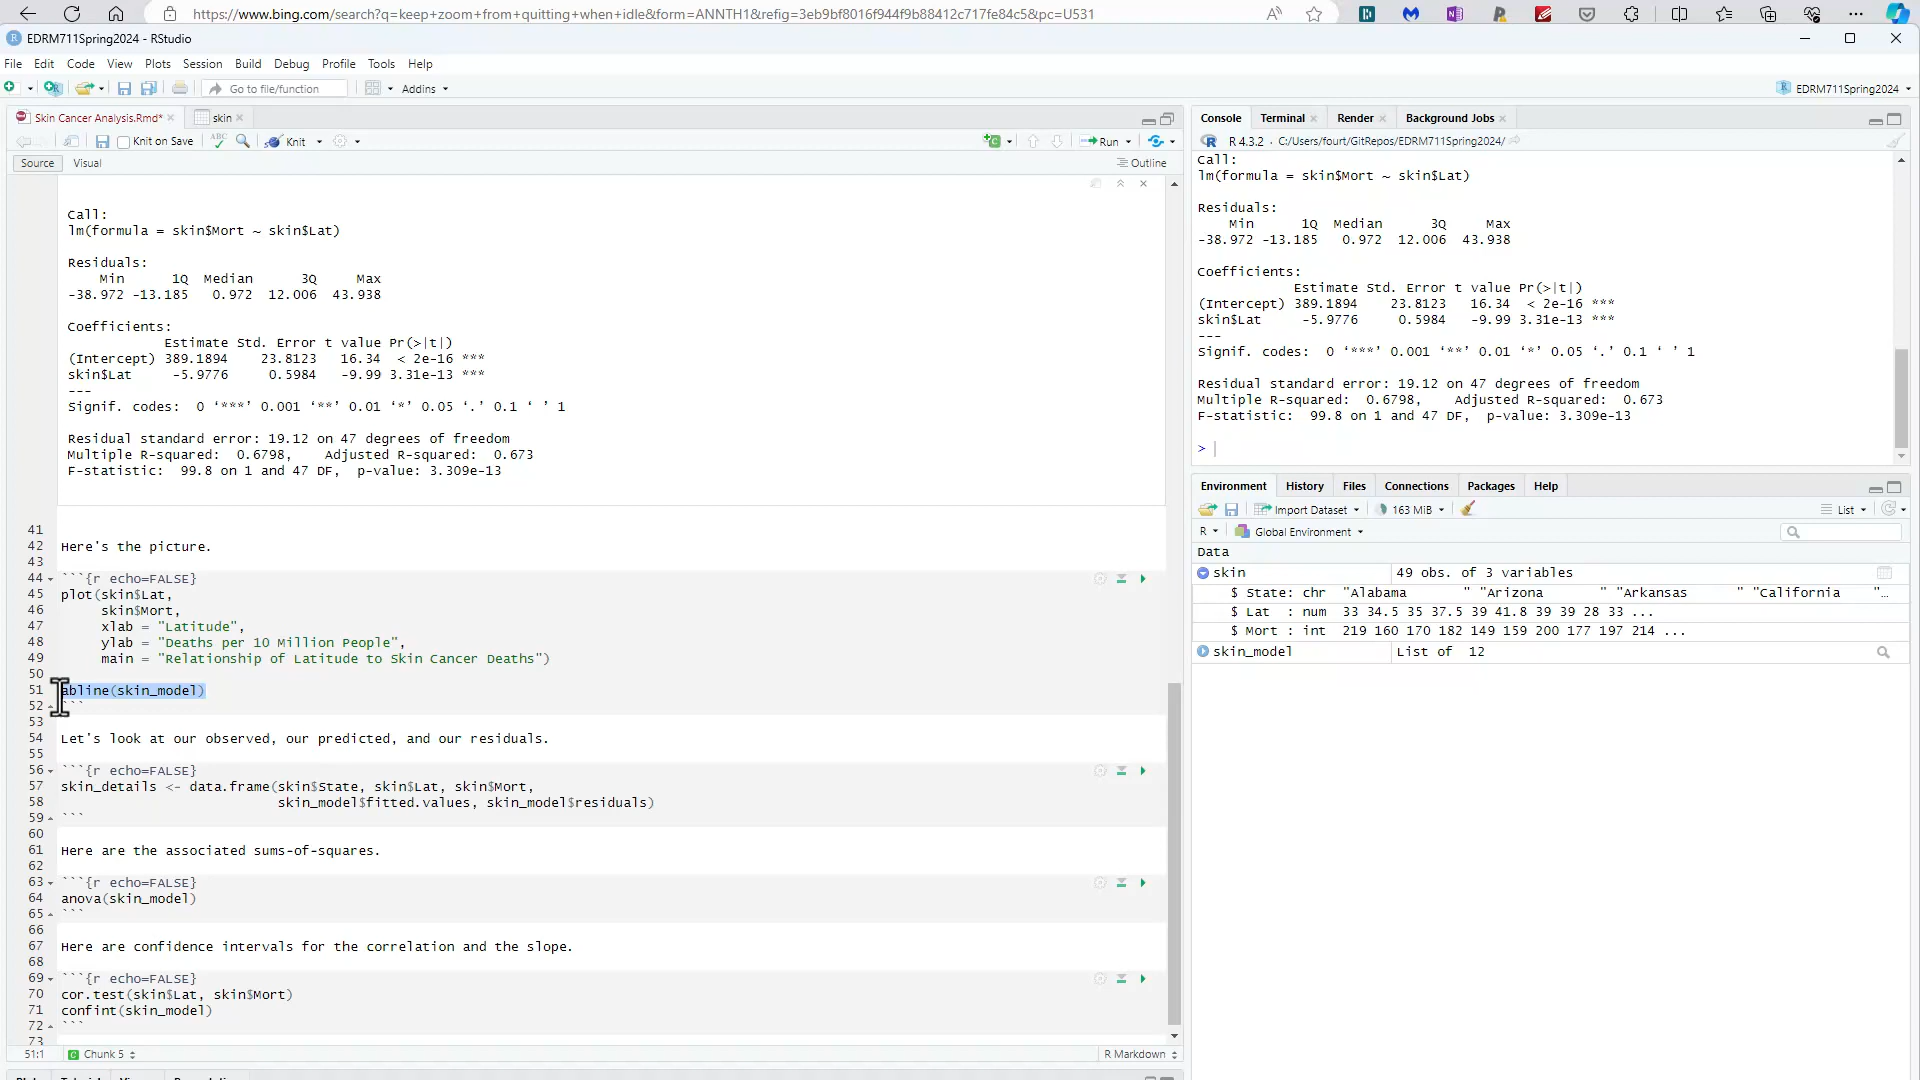 https://www.bing.com/search?q=keep+zoom+from+quitting+when+idle&form=ANNTH1&refig=3eb9bf8016f944f9b88412c717fe84c5&pc=U531
EDRM711Spring2024 - RStudio
File Edit Code View Plots Session Build Debug Profile Tools Help
Go to file/function Addins EDRM711Spring2024
Skin Cancer Analysis.Rmd* skin
Knit on Save ABC Knit Run
Source Visual Outline
Call:
lm(formula = skin$Mort ~ skin$Lat)
Residuals:
Min 1Q Median 3Q Max
-38.972 -13.185 0.972 12.006 43.938
Coefficients:
Estimate Std. Error t value Pr(>|t|)
(Intercept) 389.1894 23.8123 16.34 < 2e-16 ***
skin$Lat -5.9776 0.5984 -9.99 3.31e-13 ***
---
Signif. codes: 0 ‘***’ 0.001 ‘**’ 0.01 ‘*’ 0.05 ‘.’ 0.1 ‘ ’ 1
Residual standard error: 19.12 on 47 degrees of freedom
Multiple R-squared: 0.6798, Adjusted R-squared: 0.673
F-statistic: 99.8 on 1 and 47 DF, p-value: 3.309e-13
41
42 Here's the picture.
43
44 ```{r echo=FALSE}
45 plot(skin$Lat,
46 skin$Mort,
47 xlab = "Latitude",
48 ylab = "Deaths per 10 Million People",
49 main = "Relationship of Latitude to Skin Cancer Deaths")
50
51 abline(skin_model)
52 ```
53
54 Let's look at our observed, our predicted, and our residuals.
55
56 ```{r echo=FALSE}
57 skin_details <- data.frame(skin$State, skin$Lat, skin$Mort,
58 skin_model$fitted.values, skin_model$residuals)
59 ```
60
61 Here are the associated sums-of-squares.
62
63 ```{r echo=FALSE}
64 anova(skin_model)
65 ```
66
67 Here are confidence intervals for the correlation and the slope.
68
69 ```{r echo=FALSE}
70 cor.test(skin$Lat, skin$Mort)
71 confint(skin_model)
72 ```
73
51:1 Chunk 5 R Markdown
Console Terminal Render Background Jobs
R 4.3.2 · C:/Users/fourt/GitRepos/EDRM711Spring2024/
Call:
lm(formula = skin$Mort ~ skin$Lat)
Residuals:
Min 1Q Median 3Q Max
-38.972 -13.185 0.972 12.006 43.938
Coefficients:
Estimate Std. Error t value Pr(>|t|)
(Intercept) 389.1894 23.8123 16.34 < 2e-16 ***
skin$Lat -5.9776 0.5984 -9.99 3.31e-13 ***
---
Signif. codes: 0 ‘***’ 0.001 ‘**’ 0.01 ‘*’ 0.05 ‘.’ 0.1 ‘ ’ 1
Residual standard error: 19.12 on 47 degrees of freedom
Multiple R-squared: 0.6798, Adjusted R-squared: 0.673
F-statistic: 99.8 on 1 and 47 DF, p-value: 3.309e-13
>
Environment History Files Connections Packages Help
Import Dataset 163 MiB List
R Global Environment
Data
skin 49 obs. of 3 variables
$ State: chr "Alabama " "Arizona " "Arkansas " "California "...
$ Lat : num 33 34.5 35 37.5 39 41.8 39 39 28 33 ...
$ Mort : int 219 160 170 182 149 159 200 177 197 214 ...
skin_model List of 12